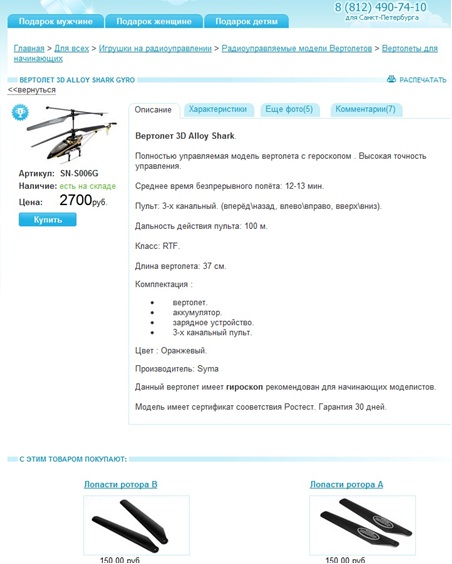 8 (812) 490-74-10
для Санкт-Петербурга
Подарок мужчине Подарок женщине Подарок детям
Главная > Для всех > Игрушки на радиоуправлении > Радиоуправляемые модели Вертолетов > Вертолеты для
начинающих
ВЕРТОЛЕТ 3D ALLOY SHARK GYRO РАСПЕЧАТАТЬ
<<вернуться
Описание Характеристики Еще фото(5) Комментарии(7)
Артикул: SN-S006G
Наличие: есть на складе
Цена: 2700руб.
Купить
Вертолет 3D Alloy Shark.
Полностью управляемая модель вертолета с героскопом . Высокая точность
управления.
Среднее время безпрерывного полёта: 12-13 мин.
Пульт: 3-х канальный. (вперёд\назад, влево\вправо, вверх\вниз).
Дальность действия пульта: 100 м.
Класс: RTF.
Длина вертолета: 37 см.
Комплектация :
• вертолет.
• аккумулятор.
• зарядное устройство.
• 3-х канальный пульт.
Цвет : Оранжевый.
Производитель: Syma
Данный вертолет имеет гироскоп рекомендован для начинающих моделистов.
Модель имеет сертификат сооветствия Ростест. Гарантия 30 дней.
С ЭТИМ ТОВАРОМ ПОКУПАЮТ:
Лопасти ротора В Лопасти ротора А
150.00 руб 150.00 руб